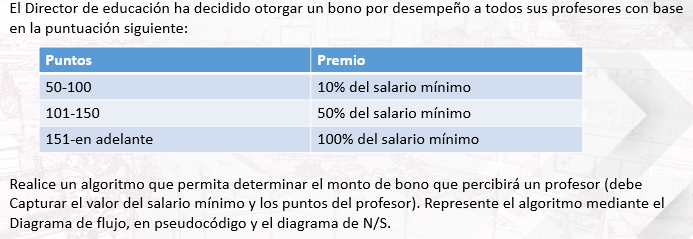 El Director de educación ha decidido otorgar un bono por desempeño a todos sus profesores con base
en la puntuación siguiente:
Puntos Premio
50-100 10% del salario mínimo
101-150 50% del salario mínimo
151-en adelante 100% del salario mínimo
Realice un algoritmo que permita determinar el monto de bono que percibirá un profesor (debe
Capturar el valor del salario mínimo y los puntos del profesor). Represente el algoritmo mediante el
Diagrama de flujo, en pseudocódigo y el diagrama de N/S.